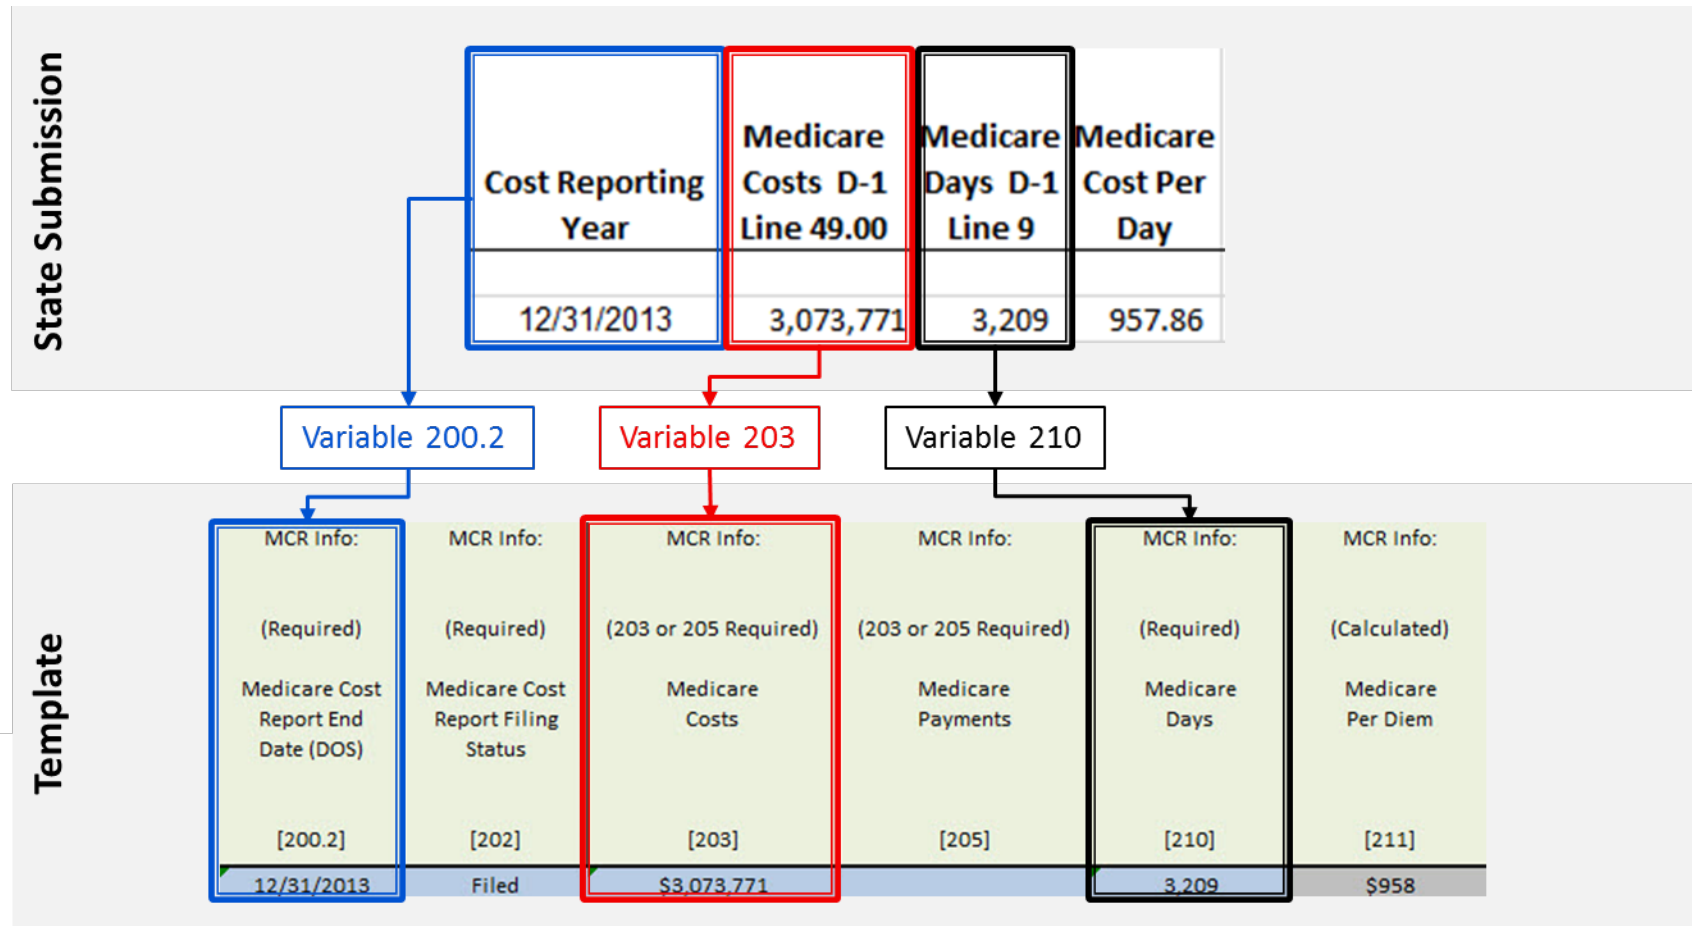 State Submission
Cost Reporting Year
Medicare Costs D-1 Line 49.00
Medicare Days D-1 Line 9
Medicare Cost Per Day
12/31/2013 3,073,771 3,209 957.86
Variable 200.2 Variable 203 Variable 210
Template
MCR Info: MCR Info: MCR Info: MCR Info: MCR Info: MCR Info:
(Required) (Required) (203 or 205 Required) (203 or 205 Required) (Required) (Calculated)
Medicare Cost Report End Date (DOS)
Medicare Cost Report Filing Status
Medicare Costs
Medicare Payments
Medicare Days
Medicare Per Diem
[200.2] [202] [203] [205] [210] [211]
12/31/2013 Filed $3,073,771 3,209 $958